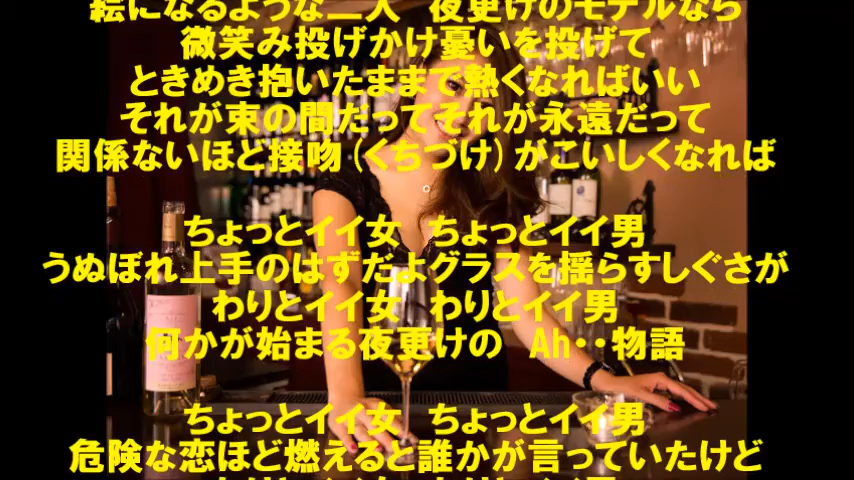 絵になるような二人　夜更けのモデルなら
微笑み投げかけ憂いを投げて
ときめき抱いたままで熱くなればいい
それが束の間だってそれが永遠だって
関係ないほど接吻(くちづけ)がこいしくなれば
ちょっとイイ女　ちょっとイイ男
うぬぼれ上手のはずだよグラスを揺らすしぐさが
わりとイイ女　わりとイイ男
何かが始まる夜更けの　Ah・・物語
ちょっとイイ女　ちょっとイイ男
危険な恋ほど燃えると誰かが言っていたけど